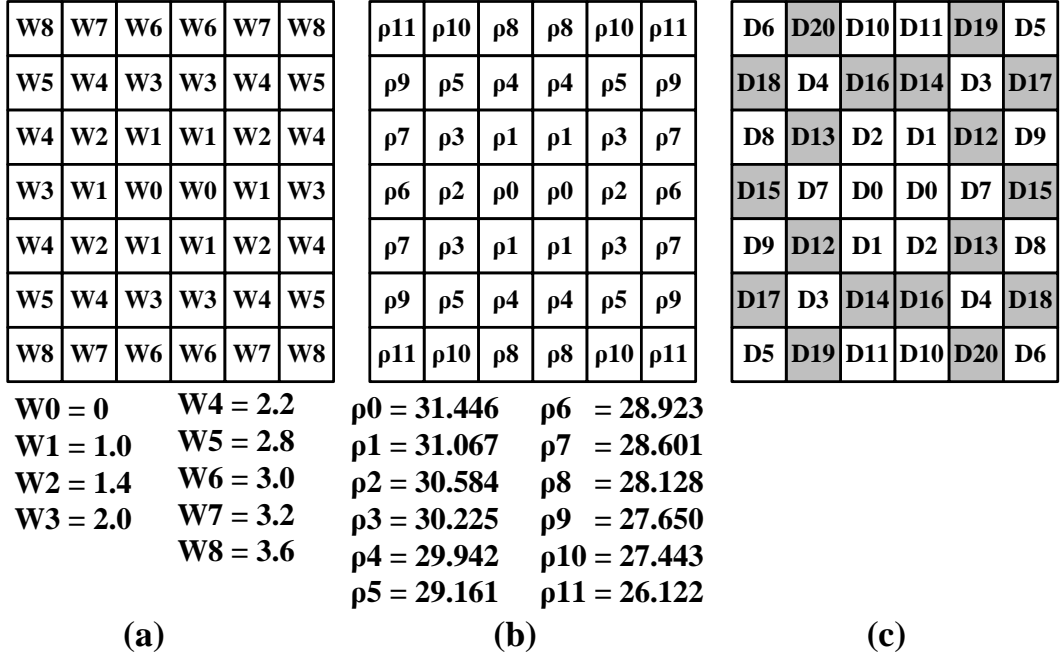 W8 W7 W6 W6 W7 W8
W5 W4 W3 W3 W4 W5
W4 W2 W1 W1 W2 W4
W3 W1 W0 W0 W1 W3
W4 W2 W1 W1 W2 W4
W5 W4 W3 W3 W4 W5
W8 W7 W6 W6 W7 W8
W0 = 0
W1 = 1.0
W2 = 1.4
W3 = 2.0
W4 = 2.2
W5 = 2.8
W6 = 3.0
W7 = 3.2
W8 = 3.6
(a)
ρ11 ρ10 ρ8 ρ8 ρ10 ρ11
ρ9 ρ5 ρ4 ρ4 ρ5 ρ9
ρ7 ρ3 ρ1 ρ1 ρ3 ρ7
ρ6 ρ2 ρ0 ρ0 ρ2 ρ6
ρ7 ρ3 ρ1 ρ1 ρ3 ρ7
ρ9 ρ5 ρ4 ρ4 ρ5 ρ9
ρ11 ρ10 ρ8 ρ8 ρ10 ρ11
ρ0 = 31.446
ρ1 = 31.067
ρ2 = 30.584
ρ3 = 30.225
ρ4 = 29.942
ρ5 = 29.161
ρ6 = 28.923
ρ7 = 28.601
ρ8 = 28.128
ρ9 = 27.650
ρ10 = 27.443
ρ11 = 26.122
(b)
D6 D20 D10 D11 D19 D5
D18 D4 D16 D14 D3 D17
D8 D13 D2 D1 D12 D9
D15 D7 D0 D0 D7 D15
D9 D12 D1 D2 D13 D8
D17 D3 D14 D16 D4 D18
D5 D19 D11 D10 D20 D6
(c)